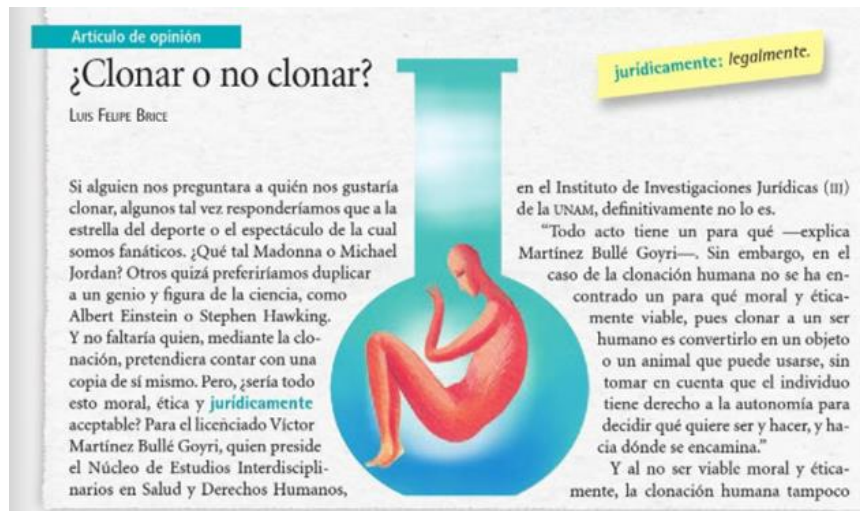 Artículo de opinión
¿Clonar o no clonar?
LUIS FELIPE BRICE
jurídicamente: legalmente.
Si alguien nos preguntara a quién nos gustaría
clonar, algunos tal vez responderíamos que a la
estrella del deporte o el espectáculo de la cual
somos fanáticos. ¿Qué tal Madonna o Michael
Jordan? Otros quizá preferiríamos duplicar
a un genio y figura de la ciencia, como
Albert Einstein o Stephen Hawking.
Y no faltaría quien, mediante la clo-
nación, pretendiera contar con una
copia de sí mismo. Pero, ¿sería todo
esto moral, ética y jurídicamente
aceptable? Para el licenciado Víctor
Martínez Bullé Goyri, quien preside
el Núcleo de Estudios Interdiscipli-
narios en Salud y Derechos Humanos,
en el Instituto de Investigaciones Jurídicas (III)
de la UNAM, definitivamente no lo es.
“Todo acto tiene un para qué —explica
Martínez Bullé Goyri—. Sin embargo, en el
caso de la clonación humana no se ha en-
contrado un para qué moral y ética-
mente viable, pues clonar a un ser
humano es convertirlo en un objeto
o un animal que puede usarse, sin
tomar en cuenta que el individuo
tiene derecho a la autonomía para
decidir qué quiere ser y hacer, y ha-
cia dónde se encamina.”
Y al no ser viable moral y ética-
mente, la clonación humana tampoco